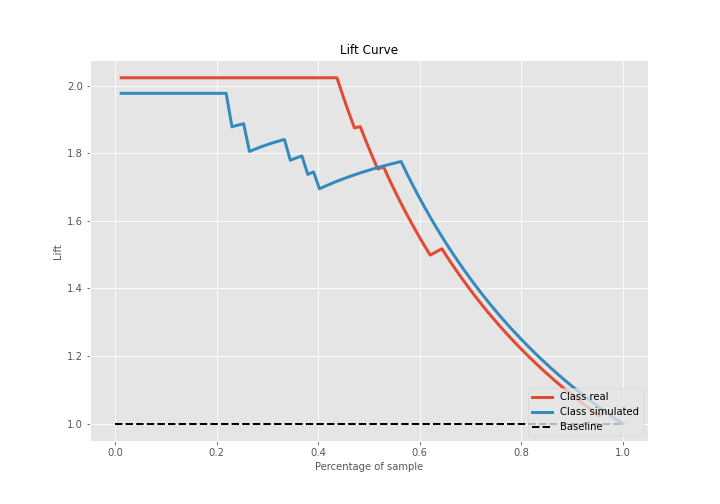 Lift Curve
2.0
1.8
1.6
1.4
1.2
1.0
Lift
0.0 0.2 0.4 0.6 0.8 1.0
Percentage of sample
Class real
Class simulated
Baseline